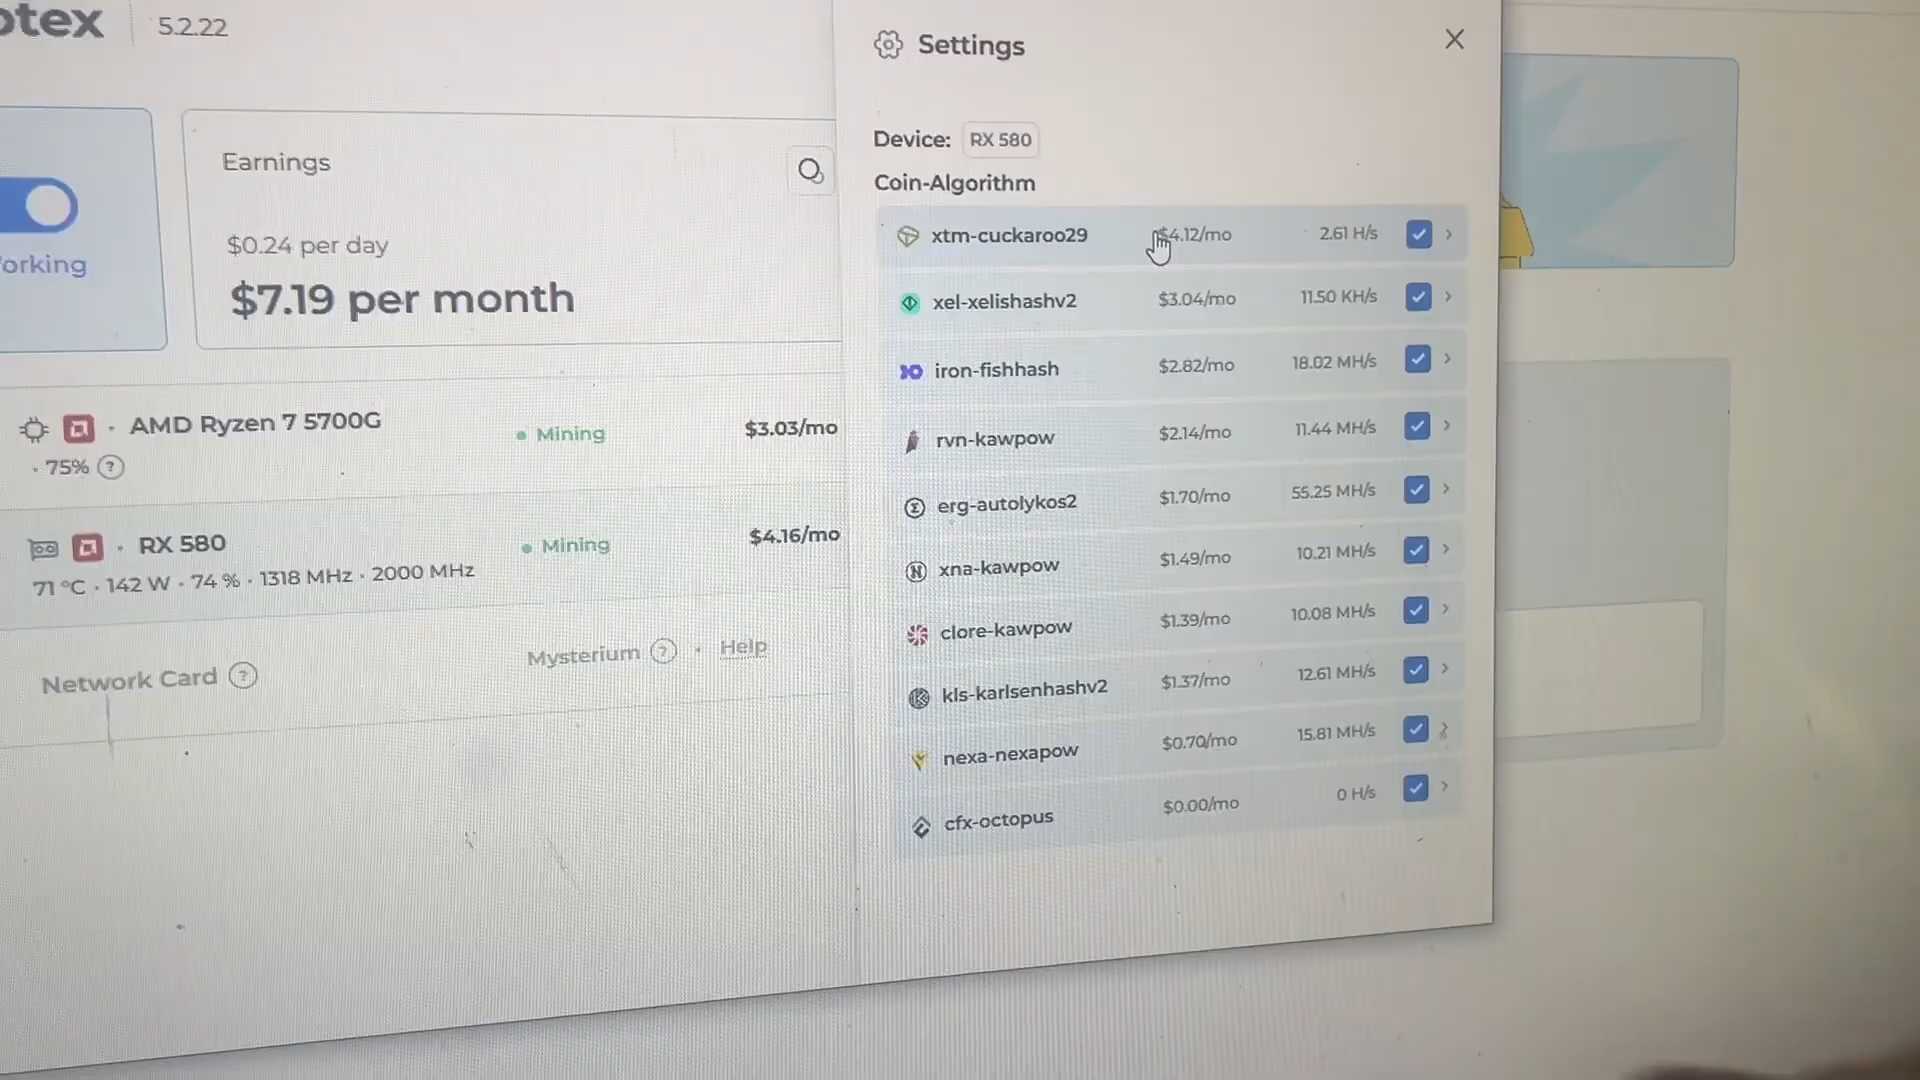 otex 5.2.22
orking
Earnings
$0.24 per day
$7.19 per month
AMD Ryzen 7 5700G Mining $3.03/mo
· 75% ?
RX 580 Mining $4.16/mo
71 °C · 142 W · 74 % · 1318 MHz · 2000 MHz
Network Card ? Mysterium ? · Help
Settings
Device: RX 580
Coin-Algorithm
xtm-cuckaroo29 $4.12/mo 2.61 H/s
xel-xelishashv2 $3.04/mo 11.50 KH/s
iron-fishhash $2.82/mo 18.02 MH/s
rvn-kawpow $2.14/mo 11.44 MH/s
erg-autolykos2 $1.70/mo 55.25 MH/s
xna-kawpow $1.49/mo 10.21 MH/s
clore-kawpow $1.39/mo 10.08 MH/s
kls-karlsenhashv2 $1.37/mo 12.61 MH/s
nexa-nexapow $0.70/mo 15.81 MH/s
cfx-octopus $0.00/mo 0 H/s